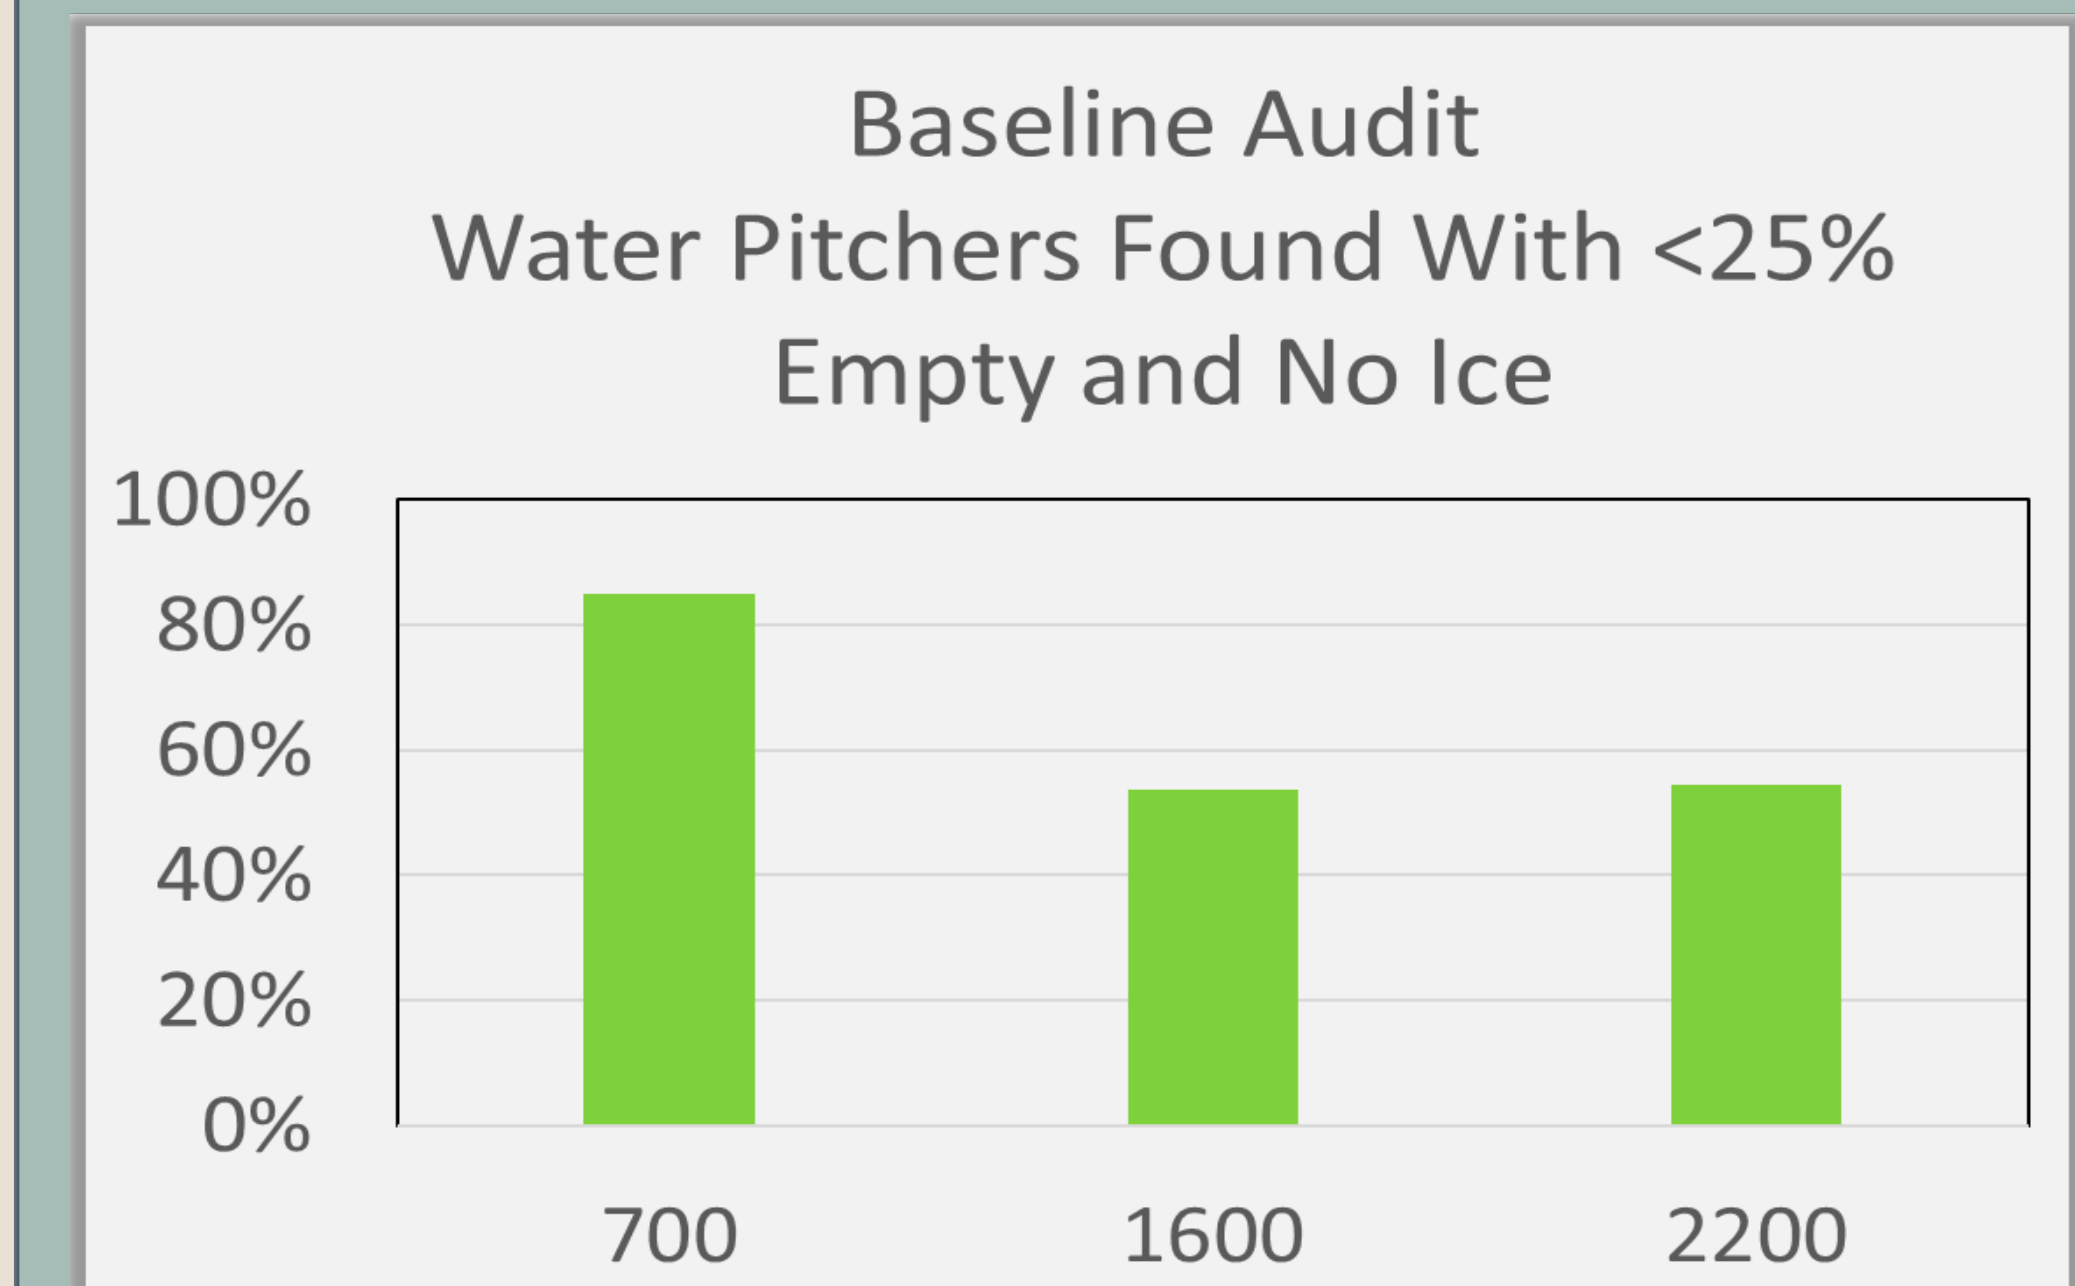 Baseline Audit
Water Pitchers Found With <25%
Empty and No Ice
100%
80%
60%
40%
20%
0%
700 1600 2200